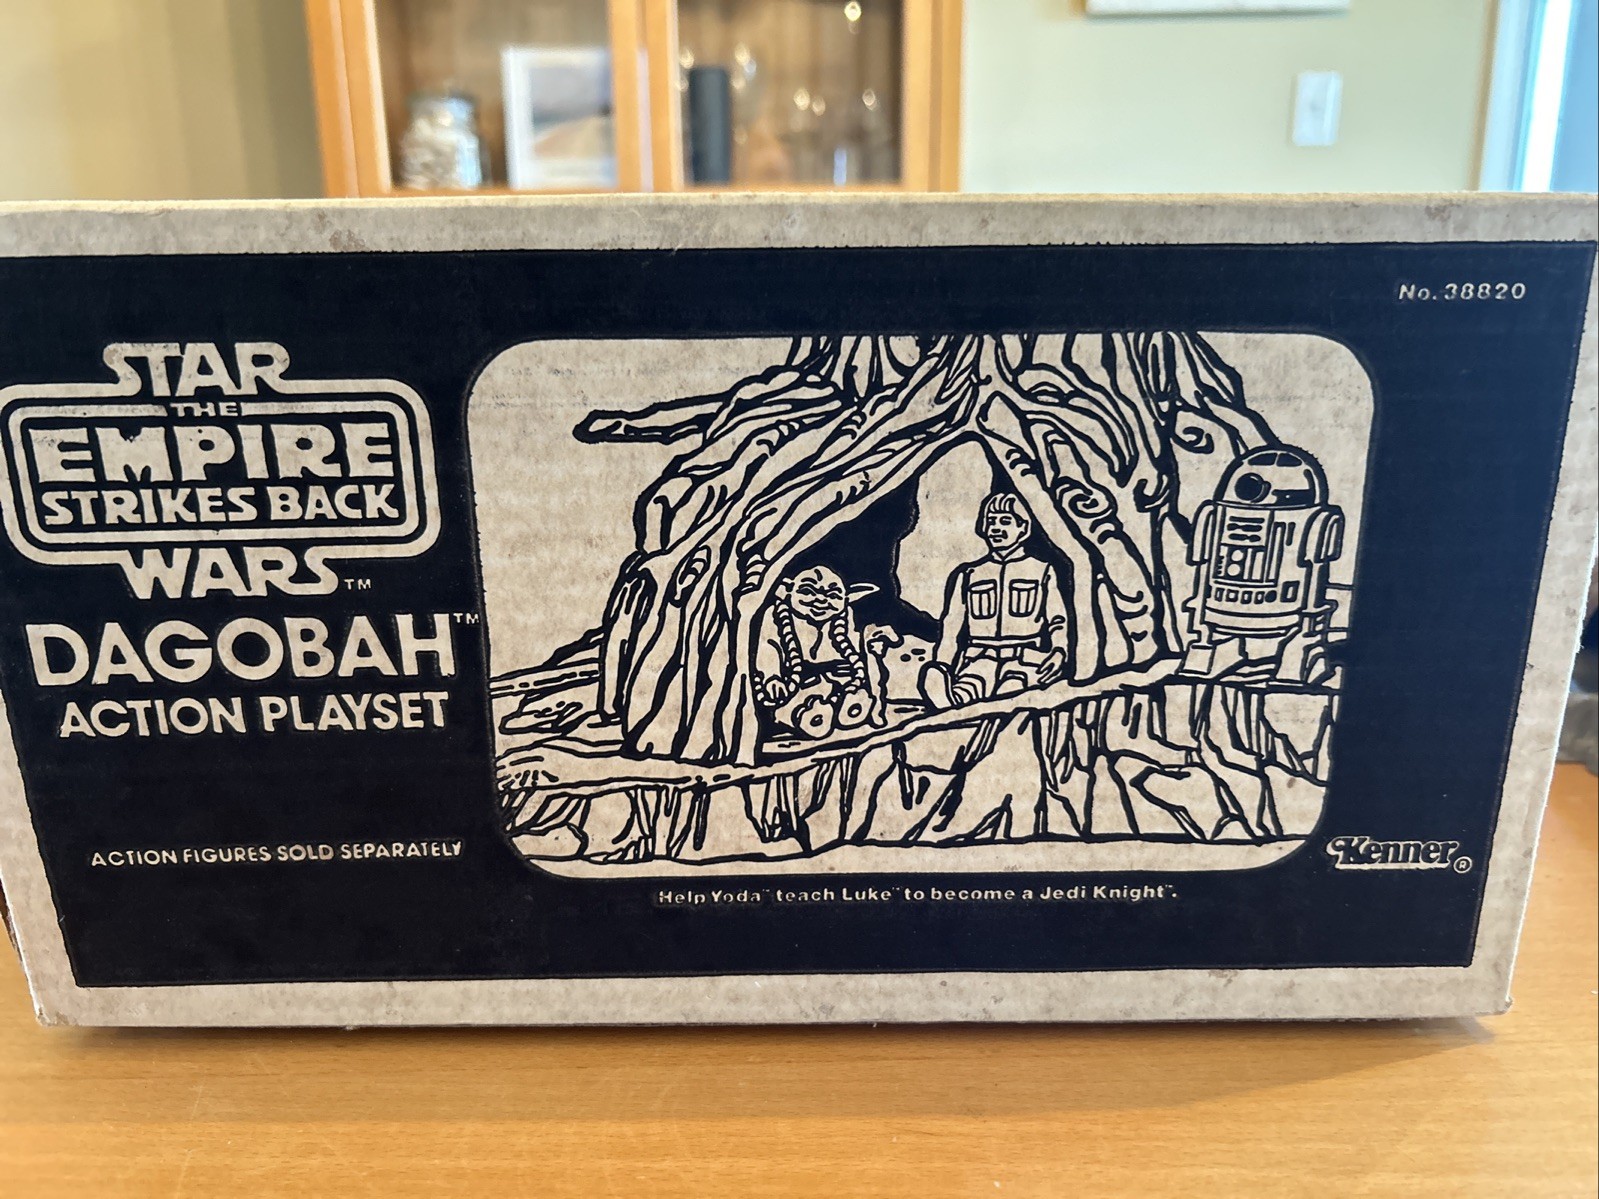 No. 38820
STAR
THE
EMPIRE
STRIKES BACK
WARS™
DAGOBAH™
ACTION PLAYSET
ACTION FIGURES SOLD SEPARATELY
Kenner®
Help Yoda™ teach Luke™ to become a Jedi Knight™.